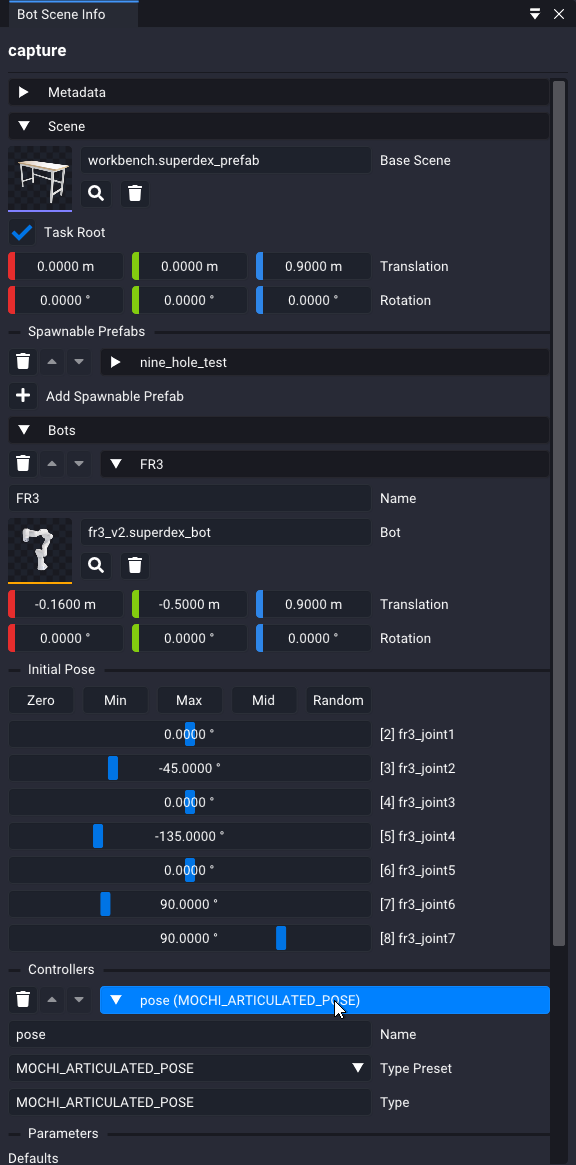 Bot Scene Info
capture
Metadata
Scene
workbench.superdex_prefab Base Scene
Task Root
0.0000 m 0.0000 m 0.9000 m Translation
0.0000 ° 0.0000 ° 0.0000 ° Rotation
Spawnable Prefabs
nine_hole_test
Add Spawnable Prefab
Bots
FR3
FR3 Name
fr3_v2.superdex_bot Bot
-0.1600 m -0.5000 m 0.9000 m Translation
0.0000 ° 0.0000 ° 0.0000 ° Rotation
Initial Pose
Zero Min Max Mid Random
0.0000 ° [2] fr3_joint1
-45.0000 ° [3] fr3_joint2
0.0000 ° [4] fr3_joint3
-135.0000 ° [5] fr3_joint4
0.0000 ° [6] fr3_joint5
90.0000 ° [7] fr3_joint6
90.0000 ° [8] fr3_joint7
Controllers
pose (MOCHI_ARTICULATED_POSE)
pose Name
MOCHI_ARTICULATED_POSE Type Preset
MOCHI_ARTICULATED_POSE Type
Parameters
Defaults